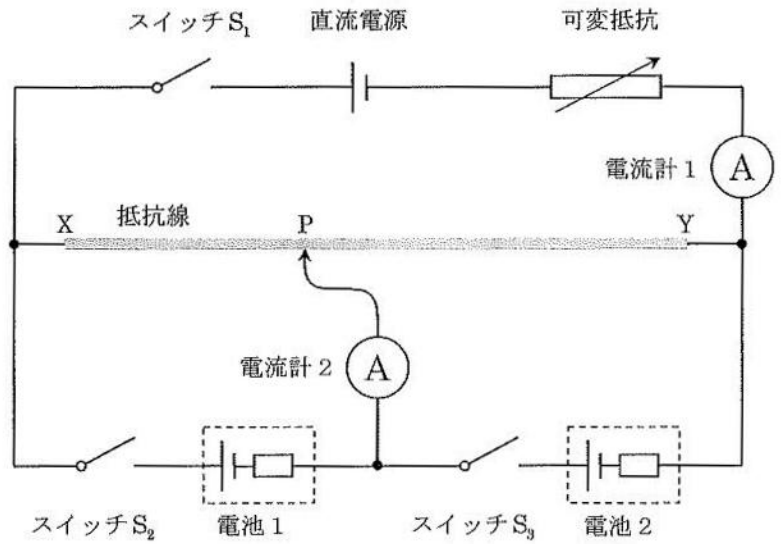 スイッチS₁
直流電源
可変抵抗
電流計1
A
X
抵抗線
P
Y
電流計2
A
スイッチS₂
電池1
スイッチS₃
電池2